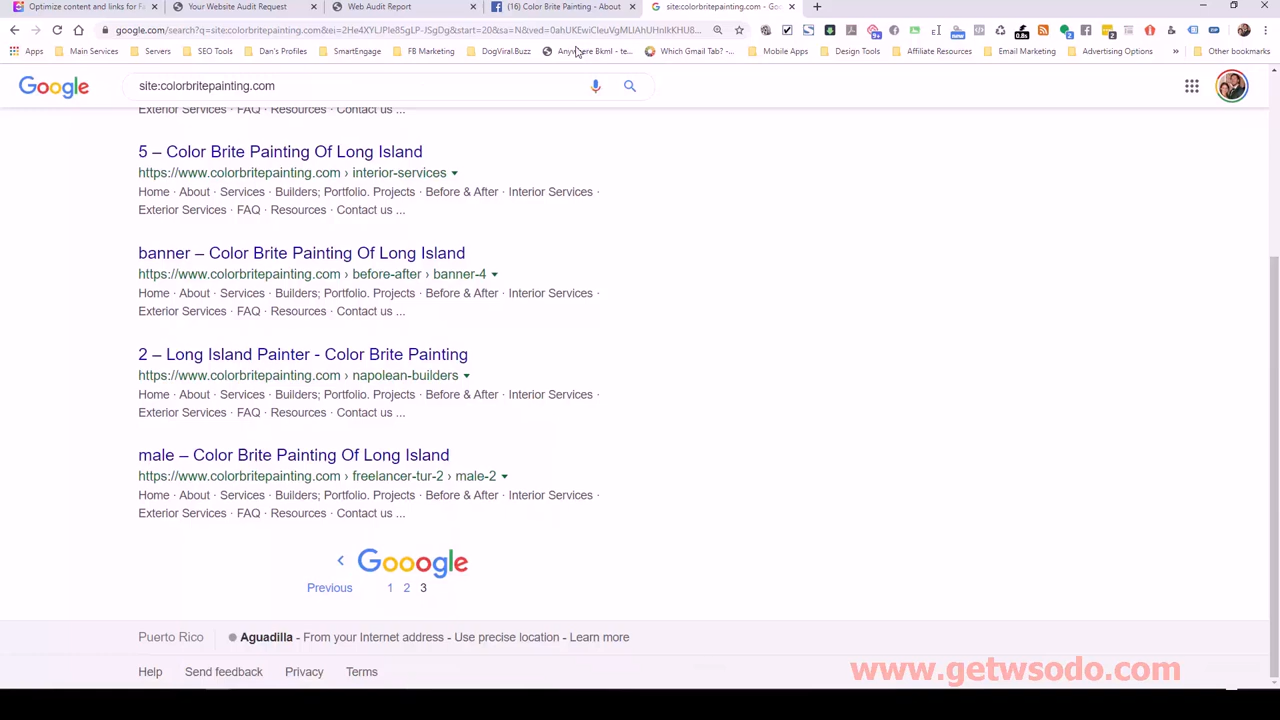 Optimize content and links for Fa
Your Website Audit Request
Web Audit Report
(16) Color Brite Painting - About
site:colorbritepainting.com - Goo
google.com/search?q=site:colorbritepainting.com&ei=2He4XYLJPIe85gLP-JSgDg&start=20&sa=N&ved=0ahUKEwiCleuVgMLlAhUHnlkKHU8...
Apps
Main Services
Servers
SEO Tools
Dan's Profiles
SmartEngage
FB Marketing
DogViral.Buzz
Which Gmail Tab? -...
Mobile Apps
Design Tools
Affiliate Resources
Email Marketing
Advertising Options
Other bookmarks
Google
site:colorbritepainting.com
Exterior Services · FAQ · Resources · Contact us ...
5 – Color Brite Painting Of Long Island
https://www.colorbritepainting.com › interior-services
Home · About · Services · Builders; Portfolio. Projects · Before & After · Interior Services ·
Exterior Services · FAQ · Resources · Contact us ...
banner – Color Brite Painting Of Long Island
https://www.colorbritepainting.com › before-after › banner-4
Home · About · Services · Builders; Portfolio. Projects · Before & After · Interior Services ·
Exterior Services · FAQ · Resources · Contact us ...
2 – Long Island Painter - Color Brite Painting
https://www.colorbritepainting.com › napolean-builders
Home · About · Services · Builders; Portfolio. Projects · Before & After · Interior Services ·
Exterior Services · FAQ · Resources · Contact us ...
male – Color Brite Painting Of Long Island
https://www.colorbritepainting.com › freelancer-tur-2 › male-2
Home · About · Services · Builders; Portfolio. Projects · Before & After · Interior Services ·
Exterior Services · FAQ · Resources · Contact us ...
Gooogle
Previous 1 2 3
Puerto Rico
Aguadilla - From your Internet address - Use precise location - Learn more
Help Send feedback Privacy Terms
www.getwsodo.com